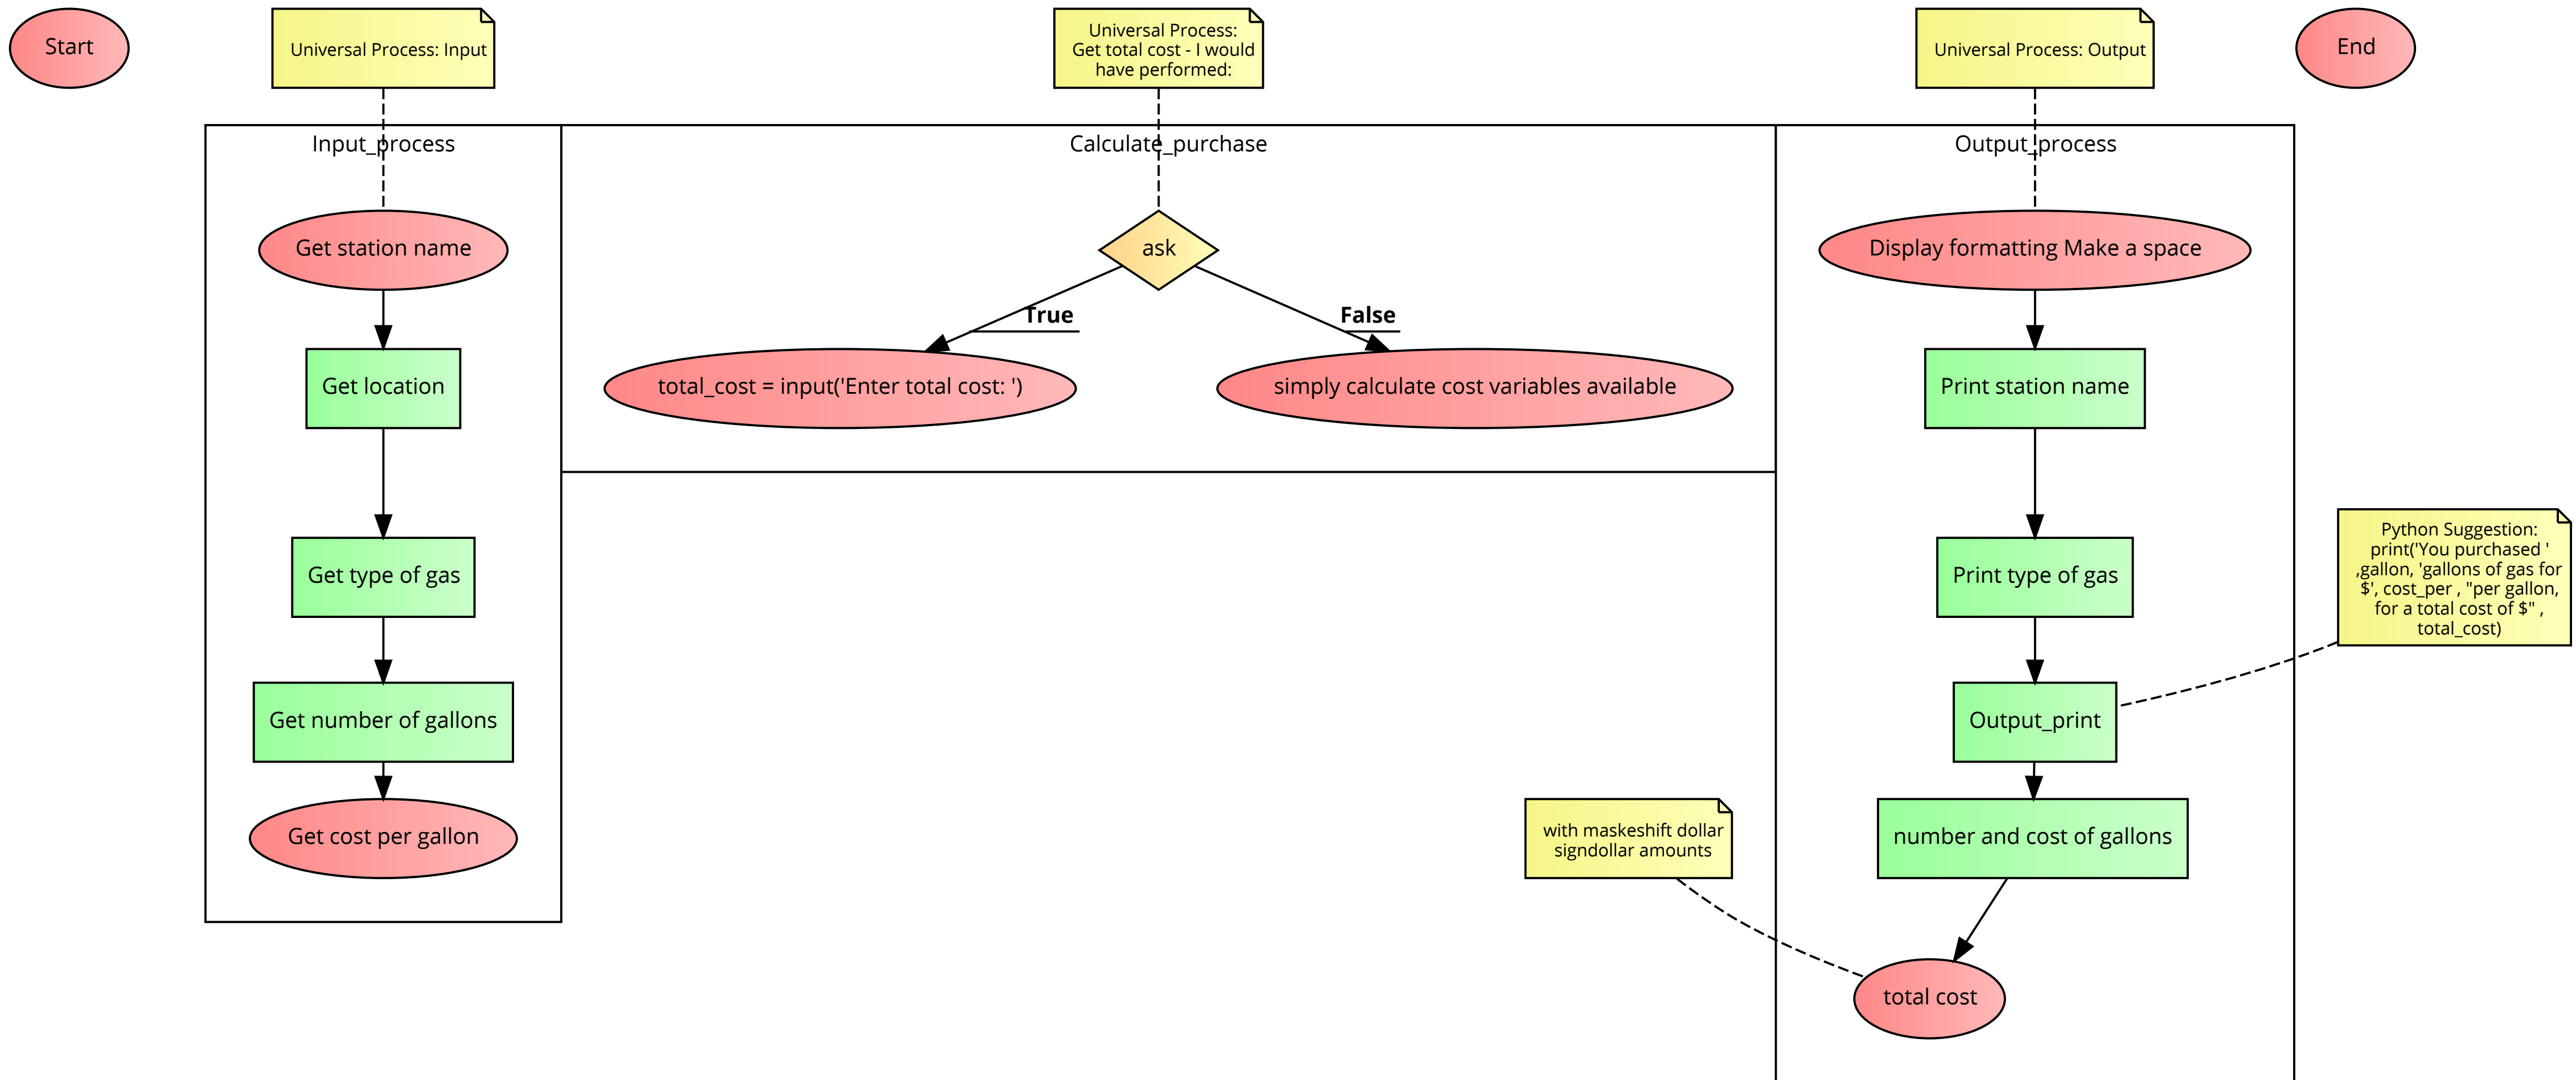 Start
Universal Process: Input
Universal Process:
Get total cost - I would
have performed:
Universal Process: Output
End
Input_process
Get station name
Get location
Get type of gas
Get number of gallons
Get cost per gallon
Calculate_purchase
ask
True
False
total_cost = input('Enter total cost: ')
simply calculate cost variables available
Output_process
Display formatting Make a space
Print station name
Print type of gas
Output_print
number and cost of gallons
total cost
Python Suggestion:
print('You purchased '
,gallon, 'gallons of gas for
$', cost_per , "per gallon,
for a total cost of $" ,
total_cost)
with maskeshift dollar
signdollar amounts